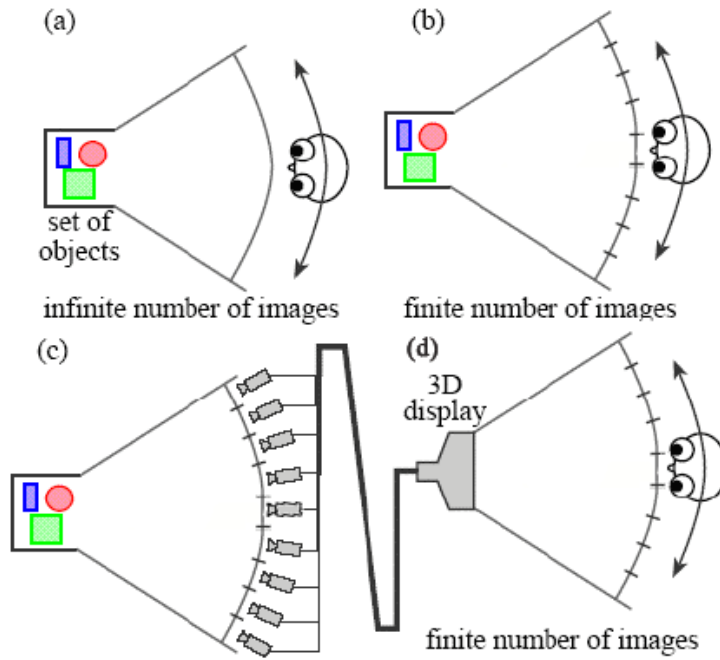 (a)
(b)
set of
objects
infinite number of images
finite number of images
(c)
(d)
3D
display
finite number of images